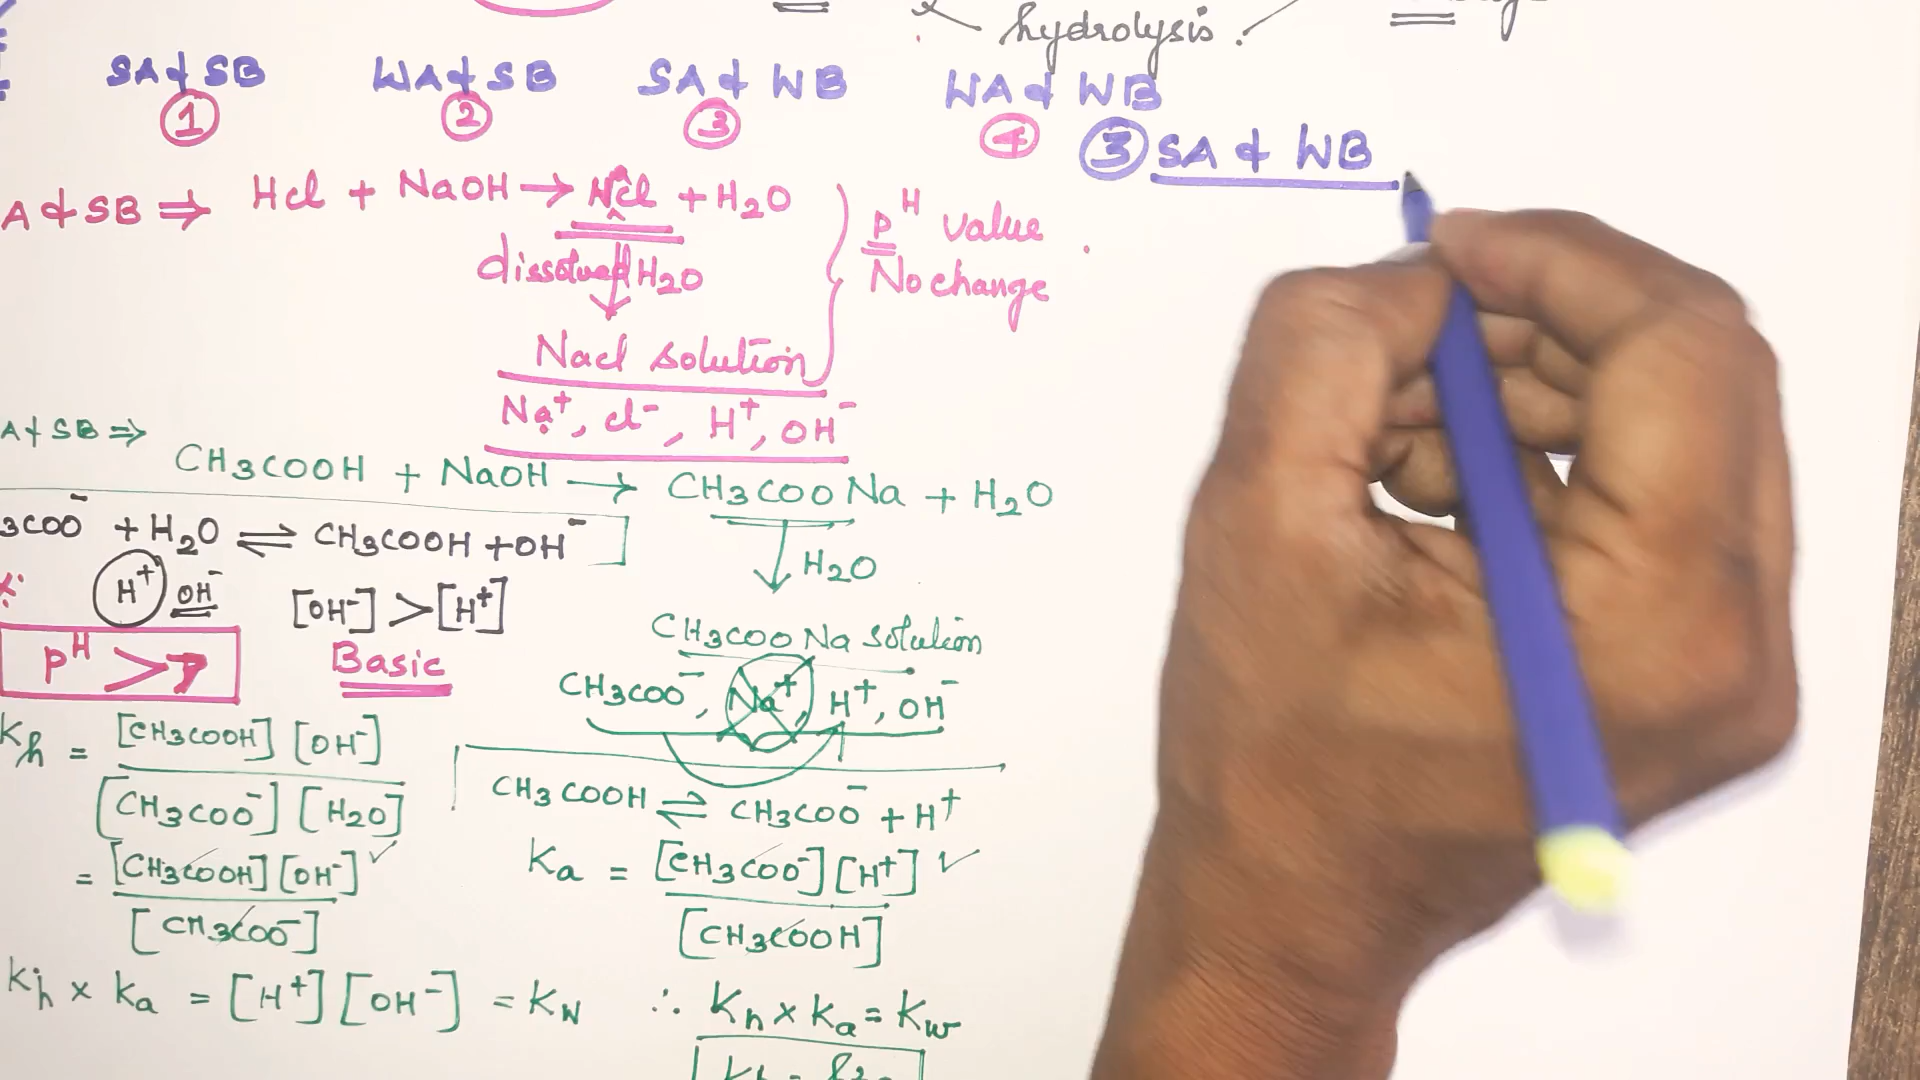 hydrolysis.
SA & SB WA & SB SA & WB WA & WB
① ② ③ ④
③ SA & WB
A & SB ⇒ Hcl + NaOH → Nacl + H2O
dissolved H2O
pH value
No change
Nacl solution
Na+, cl-, H+, OH-
A & SB ⇒
CH3COOH + NaOH → CH3COONa + H2O
3COO- + H2O ⇌ CH3COOH + OH-
H2O
H+ OH- [OH-] > [H+]
CH3COONa solution
pH > 7 Basic
CH3COO-, Na+, H+, OH-
Kh = [CH3COOH] [OH-]
[CH3COO-] [H2O]
= [CH3COOH] [OH-] ✓
[CH3COO-]
CH3COOH ⇌ CH3COO- + H+
Ka = [CH3COO-] [H+] ✓
[CH3COOH]
Kh × Ka = [H+] [OH-] = KW ∴ Kh × Ka = Kw